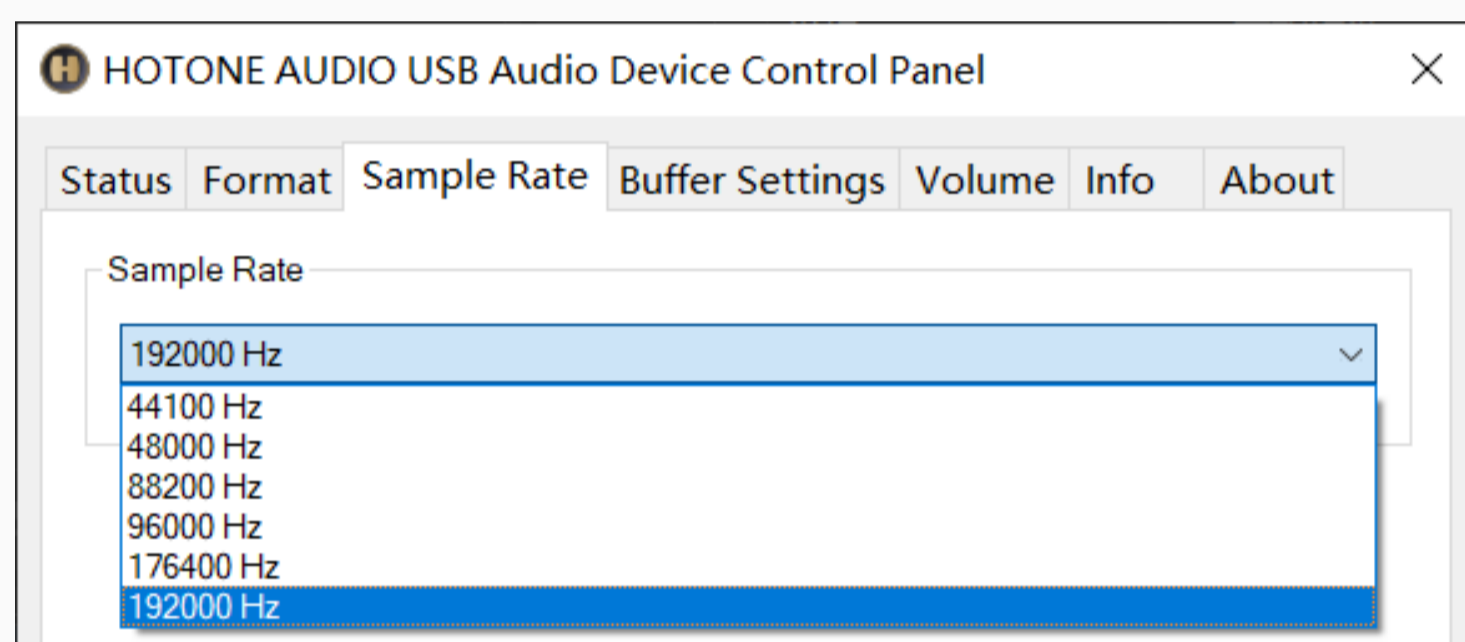 HOTONE AUDIO USB Audio Device Control Panel
Status Format Sample Rate Buffer Settings Volume Info About
Sample Rate
192000 Hz
44100 Hz
48000 Hz
88200 Hz
96000 Hz
176400 Hz
192000 Hz